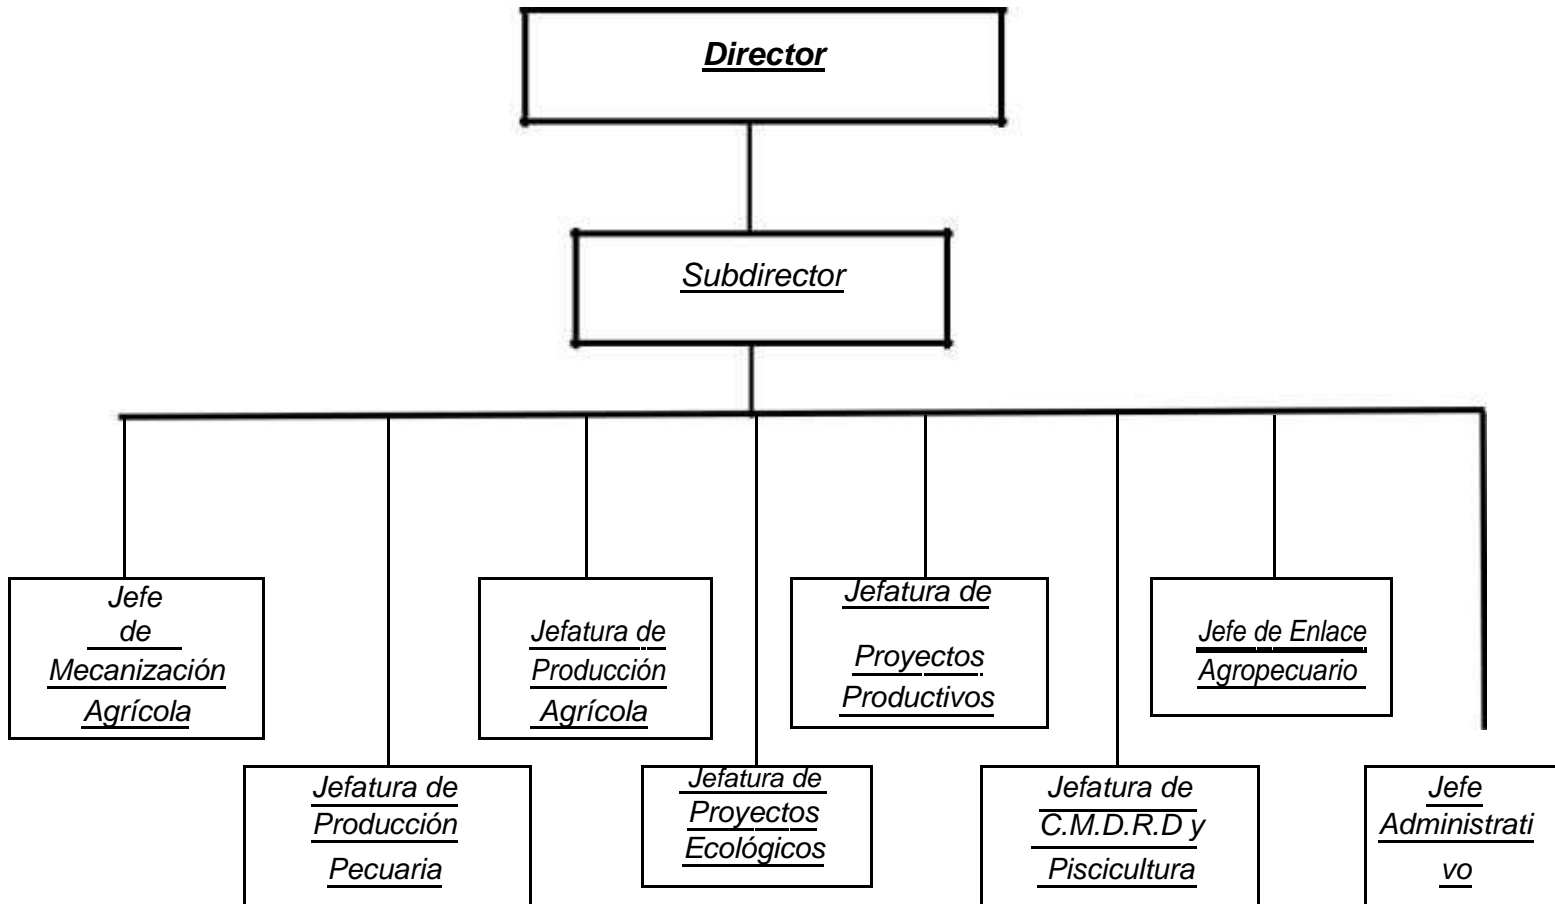 Director
Subdirector
Jefe
de
Mecanización
Agrícola
Jefatura de
Producción
Agrícola
Jefatura de
Proyectos
Productivos
Jefe de Enlace
Agropecuario
Jefatura de
Producción
Pecuaria
Jefatura de
Proyectos
Ecológicos
Jefatura de
C.M.D.R.D y
Piscicultura
Jefe
Administrati
vo